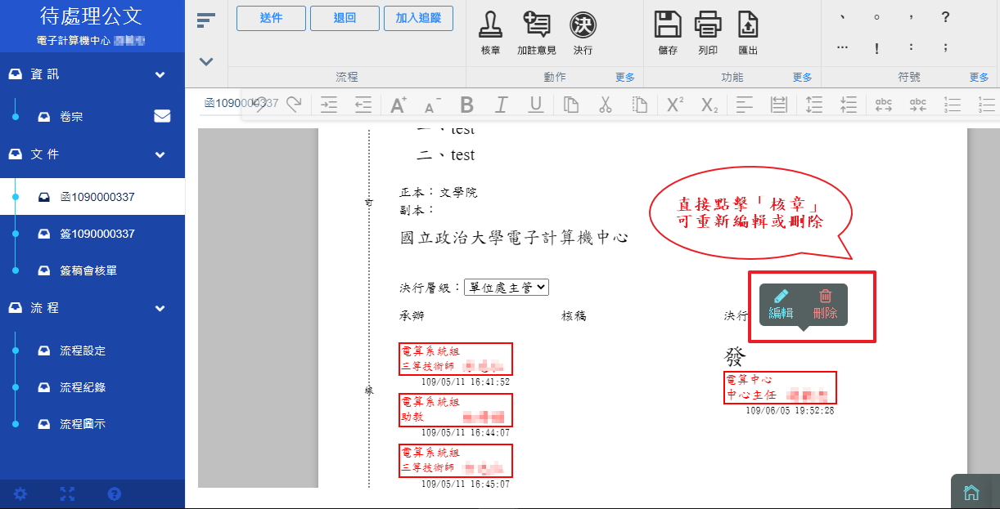 待處理公文
電子計算機中心
資訊
卷宗
文件
函1090000337
簽1090000337
簽稿會核單
流程
流程設定
流程紀錄
流程圖示
送件 退回 加入追蹤
流程
核章 加註意見 決行
動作 更多
儲存 列印 匯出
功能 更多
、 。 , ?
… ! : ;
符號 更多
函1090000337
二、test
正本：文學院
副本：
國立政治大學電子計算機中心
直接點擊「核章」
可重新編輯或刪除
決行層級：單位處主管
承辦 核稿 決行
編輯 刪除
發
電算系統組
三等技術師
109/05/11 16:41:52
電算系統組
助教
109/05/11 16:44:07
電算系統組
三等技術師
109/05/11 16:45:07
電算中心
中心主任
109/06/05 19:52:28
線